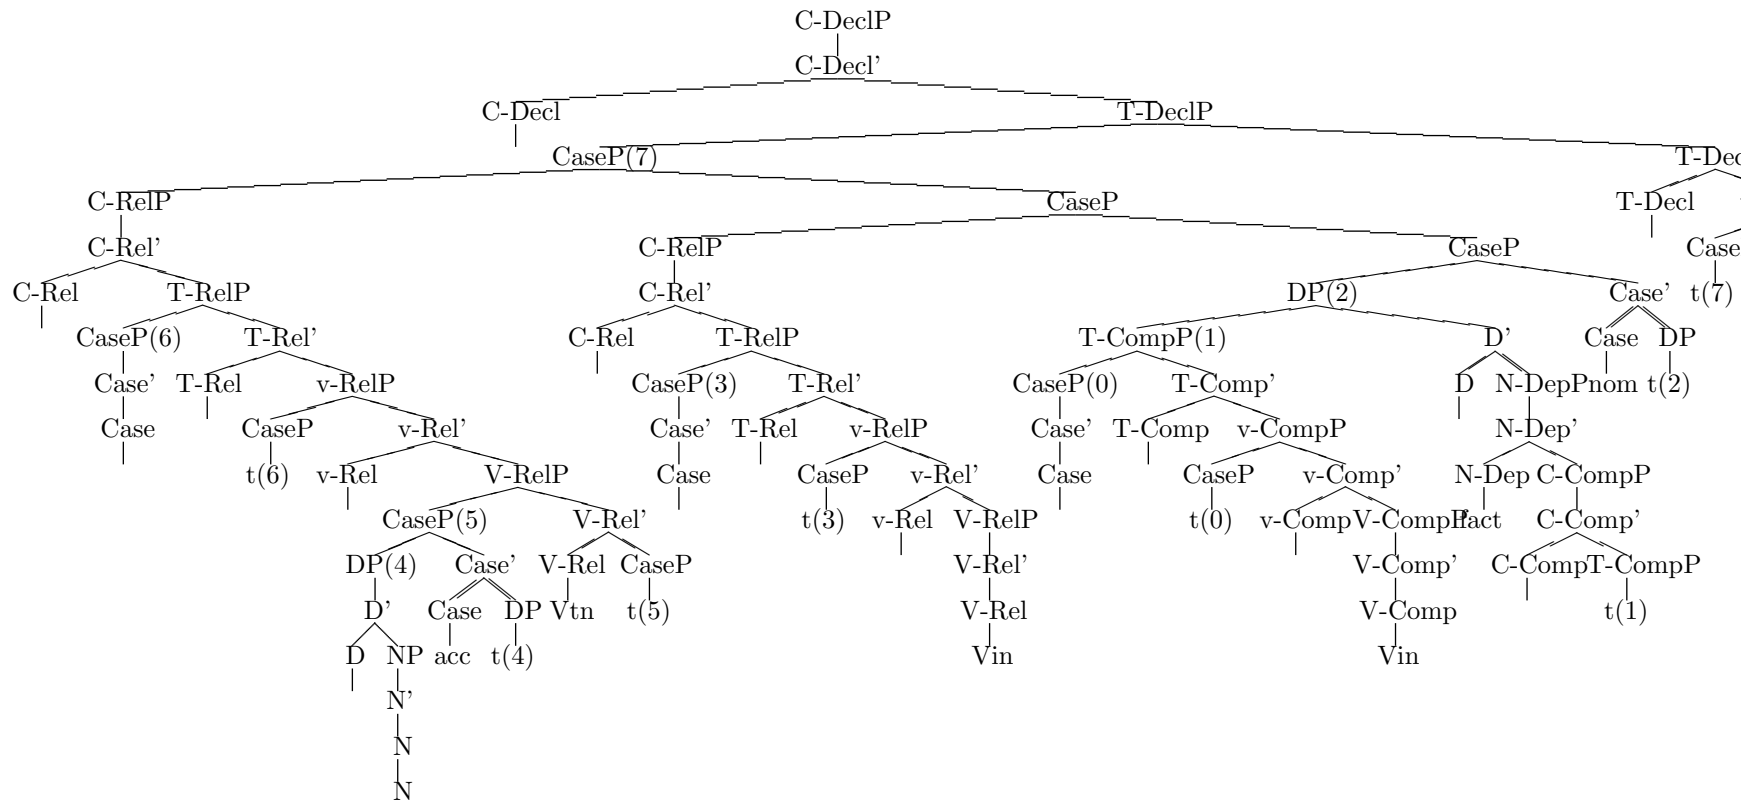 C-DeclP
C-Decl'
C-Decl T-DeclP
CaseP(7) T-Dec
C-RelP CaseP T-Decl
C-Rel' C-RelP CaseP Case
C-Rel T-RelP C-Rel' DP(2) Case' t(7)
CaseP(6) T-Rel' C-Rel T-RelP T-CompP(1) D' Case DP
Case' T-Rel v-RelP CaseP(3) T-Rel' CaseP(0) T-Comp' D N-DepP nom t(2)
Case CaseP v-Rel' Case' T-Rel v-RelP Case' T-Comp v-CompP N-Dep'
t(6) v-Rel V-RelP Case CaseP v-Rel' Case CaseP v-Comp' N-Dep C-CompP
CaseP(5) V-Rel' t(3) v-Rel V-RelP t(0) v-Comp V-CompP fact C-Comp'
DP(4) Case' V-Rel CaseP V-Rel' V-Comp' C-Comp T-CompP
D' Case DP Vtn t(5) V-Rel V-Comp t(1)
D NP acc t(4) Vin Vin
N'
N
N